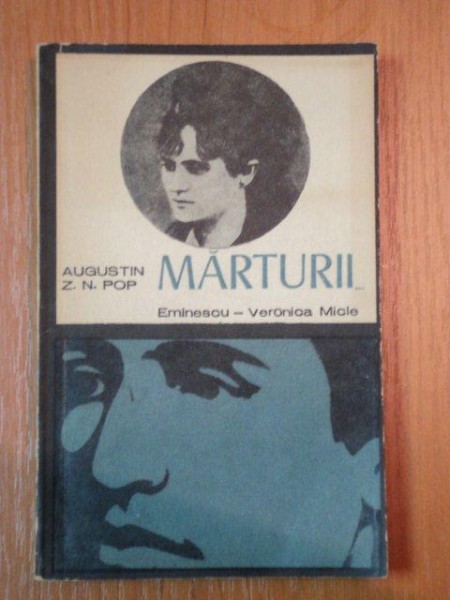 AUGUSTIN
Z. N. POP
MĂRTURII...
Eminescu — Veronica Micle